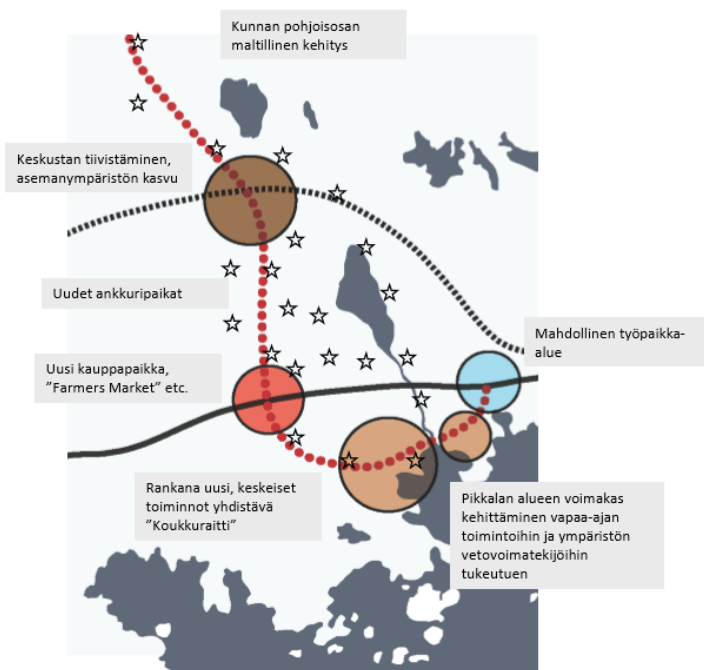 Kunnan pohjoisosan
maltillinen kehitys
Keskustan tiivistäminen,
asemanympäristön kasvu
Uudet ankkuripaikat
Mahdollinen työpaikka-
alue
Uusi kauppapaikka,
”Farmers Market” etc.
Rankana uusi, keskeiset
toiminnot yhdistävä
”Koukkuraitti”
Pikkalan alueen voimakas
kehittäminen vapaa-ajan
toimintoihin ja ympäristön
vetovoimatekijöihin
tukeutuen